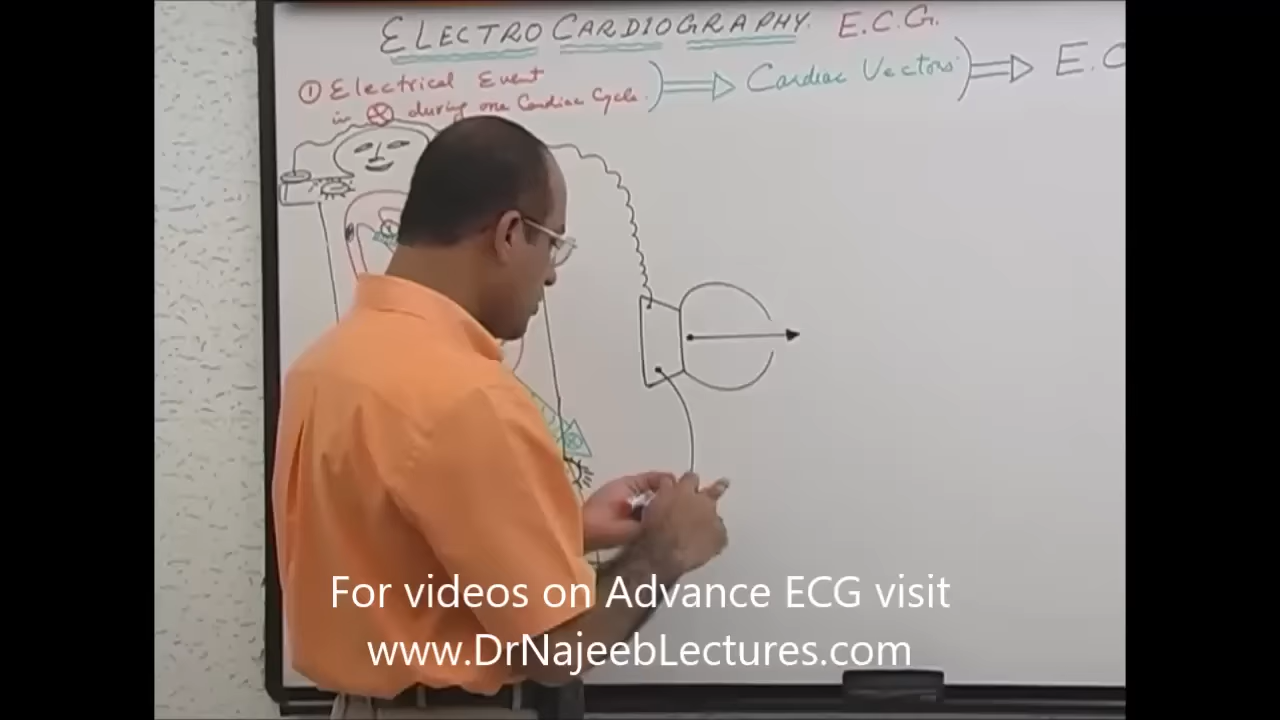 ELECTROCARDIOGRAPHY. E.C.G.
① Electrical Event
in ⊗ during one Cardiac Cycle.
⇒ Cardiac Vectors ⇒ E.C
For videos on Advance ECG visit
www.DrNajeebLectures.com